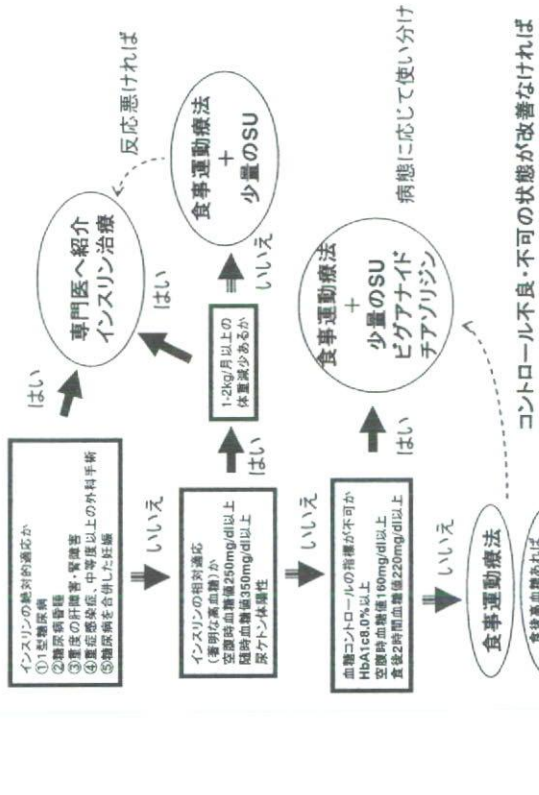 インスリンの絶対的適応か
①1型糖尿病
②糖尿病昏睡
③重度の肝障害・腎障害
④重症感染症、中等度以上の外科手術
⑤糖尿病を合併した妊娠
はい
専門医へ紹介
インスリン治療
反応悪ければ
いいえ
インスリンの相対適応
(著明な高血糖)か
空腹時血糖値250mg/dl以上
随時血糖値350mg/dl以上
尿ケトン体陽性
はい
1-2kg/月以上の
体重減少あるか
はい
いいえ
食事運動療法
+
少量のSU
いいえ
血糖コントロールの指標が不可か
HbA1c8.0%以上
空腹時血糖値160mg/dl以上
食後2時間血糖値220mg/dl以上
はい
食事運動療法
+
少量のSU
ビグアナイド
チアゾリジン
病態に応じて使い分け
いいえ
食事運動療法
食後高血糖あれば
コントロール不良・不可の状態が改善なければ